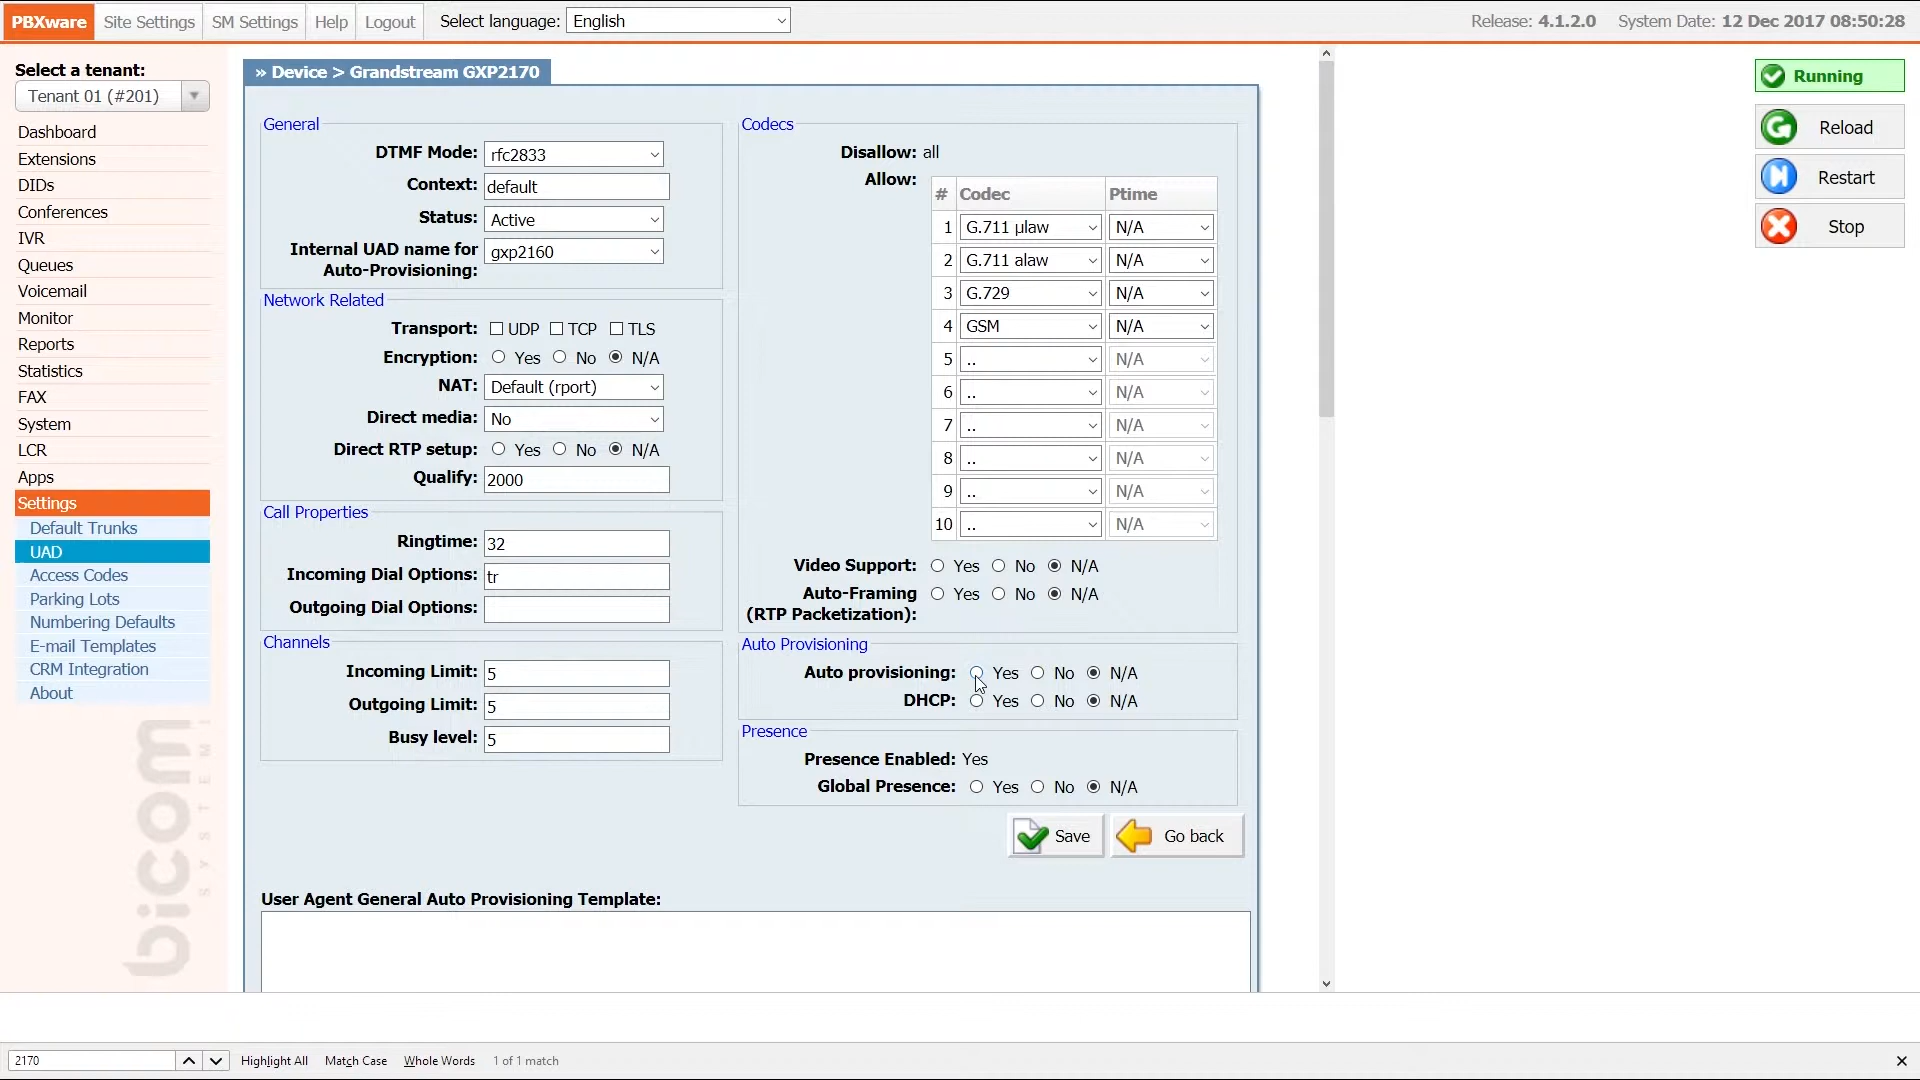 PBXware Site Settings SM Settings Help Logout Select language: English Release: 4.1.2.0 System Date: 12 Dec 2017 08:50:28
Select a tenant:
Tenant 01 (#201)
Dashboard
Extensions
DIDs
Conferences
IVR
Queues
Voicemail
Monitor
Reports
Statistics
FAX
System
LCR
Apps
Settings
Default Trunks
UAD
Access Codes
Parking Lots
Numbering Defaults
E-mail Templates
CRM Integration
About
bicom
SYSTEMS
» Device > Grandstream GXP2170
General
DTMF Mode: rfc2833
Context: default
Status: Active
Internal UAD name for gxp2160
Auto-Provisioning:
Network Related
Transport: UDP TCP TLS
Encryption: Yes No N/A
NAT: Default (rport)
Direct media: No
Direct RTP setup: Yes No N/A
Qualify: 2000
Call Properties
Ringtime: 32
Incoming Dial Options: tr
Outgoing Dial Options:
Channels
Incoming Limit: 5
Outgoing Limit: 5
Busy level: 5
Codecs
Disallow: all
Allow:
# Codec Ptime
1 G.711 µlaw N/A
2 G.711 alaw N/A
3 G.729 N/A
4 GSM N/A
5 .. N/A
6 .. N/A
7 .. N/A
8 .. N/A
9 .. N/A
10 .. N/A
Video Support: Yes No N/A
Auto-Framing Yes No N/A
(RTP Packetization):
Auto Provisioning
Auto provisioning: Yes No N/A
DHCP: Yes No N/A
Presence
Presence Enabled: Yes
Global Presence: Yes No N/A
Save Go back
User Agent General Auto Provisioning Template:
Running
Reload
Restart
Stop
2170 Highlight All Match Case Whole Words 1 of 1 match